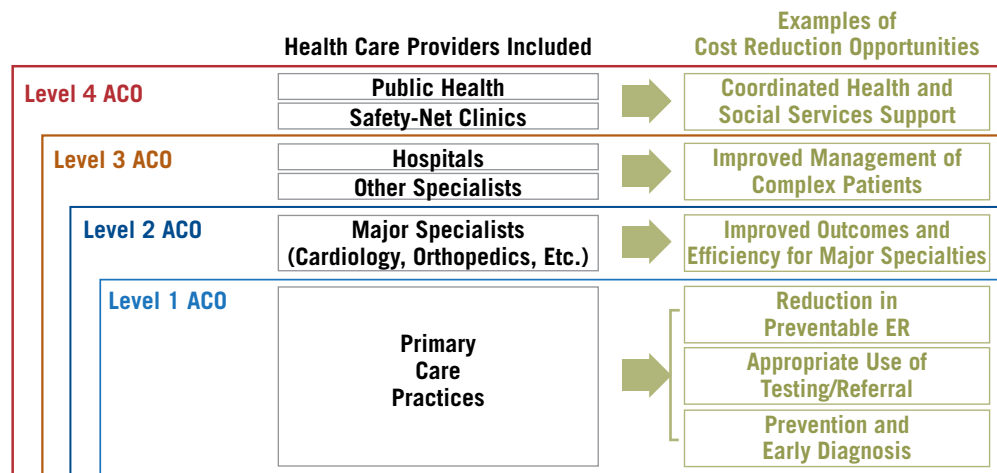 Health Care Providers Included
Examples of
Cost Reduction Opportunities
Level 4 ACO
Public Health
Safety-Net Clinics
Coordinated Health and
Social Services Support
Level 3 ACO
Hospitals
Other Specialists
Improved Management of
Complex Patients
Level 2 ACO
Major Specialists
(Cardiology, Orthopedics, Etc.)
Improved Outcomes and
Efficiency for Major Specialties
Level 1 ACO
Primary
Care
Practices
Reduction in
Preventable ER
Appropriate Use of
Testing/Referral
Prevention and
Early Diagnosis